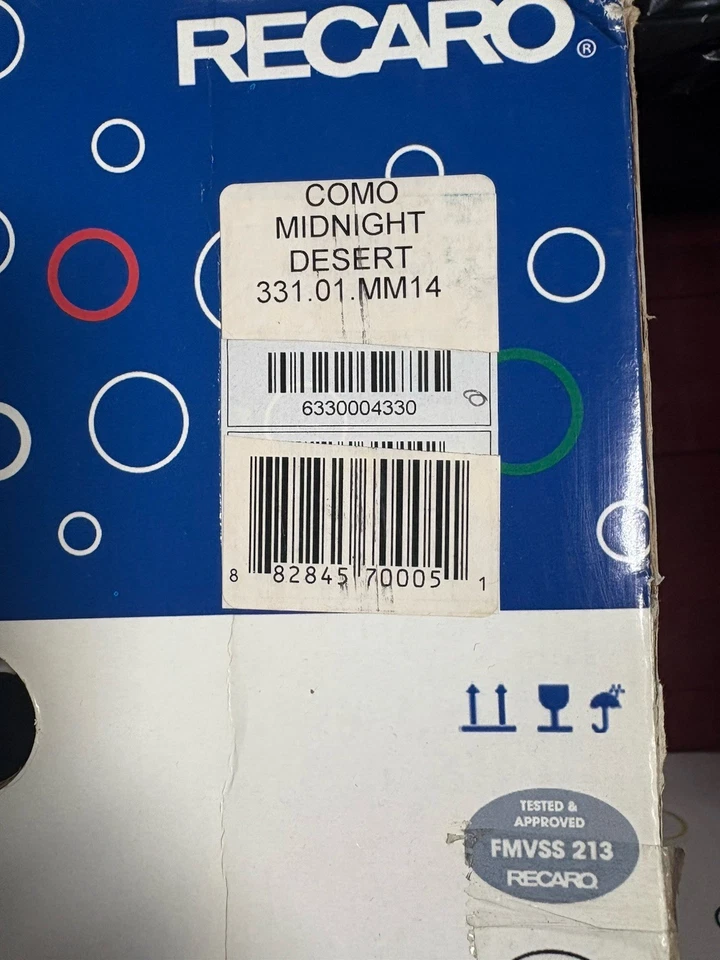 RECARO®
COMO
MIDNIGHT
DESERT
331.01.MM14
6330004330
8 82845 70005 1
TESTED &
APPROVED
FMVSS 213
RECARO